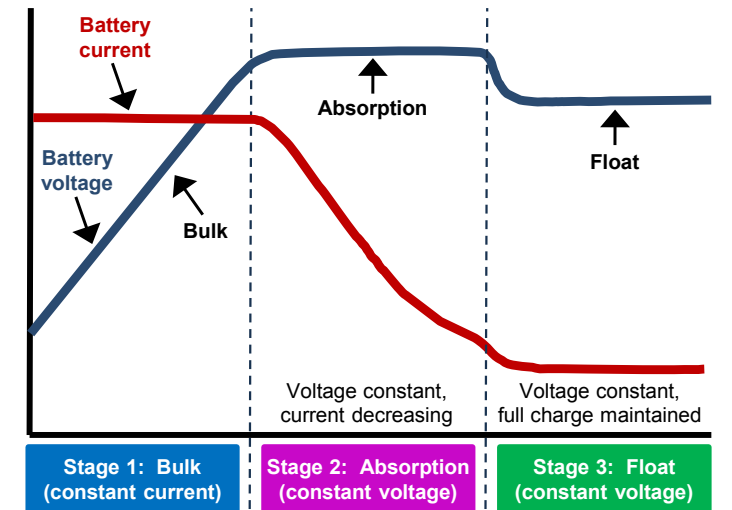 Battery
current
Absorption
Battery
voltage
Float
Bulk
Voltage constant,
current decreasing
Voltage constant,
full charge maintained
Stage 1: Bulk
(constant current)
Stage 2: Absorption
(constant voltage)
Stage 3: Float
(constant voltage)